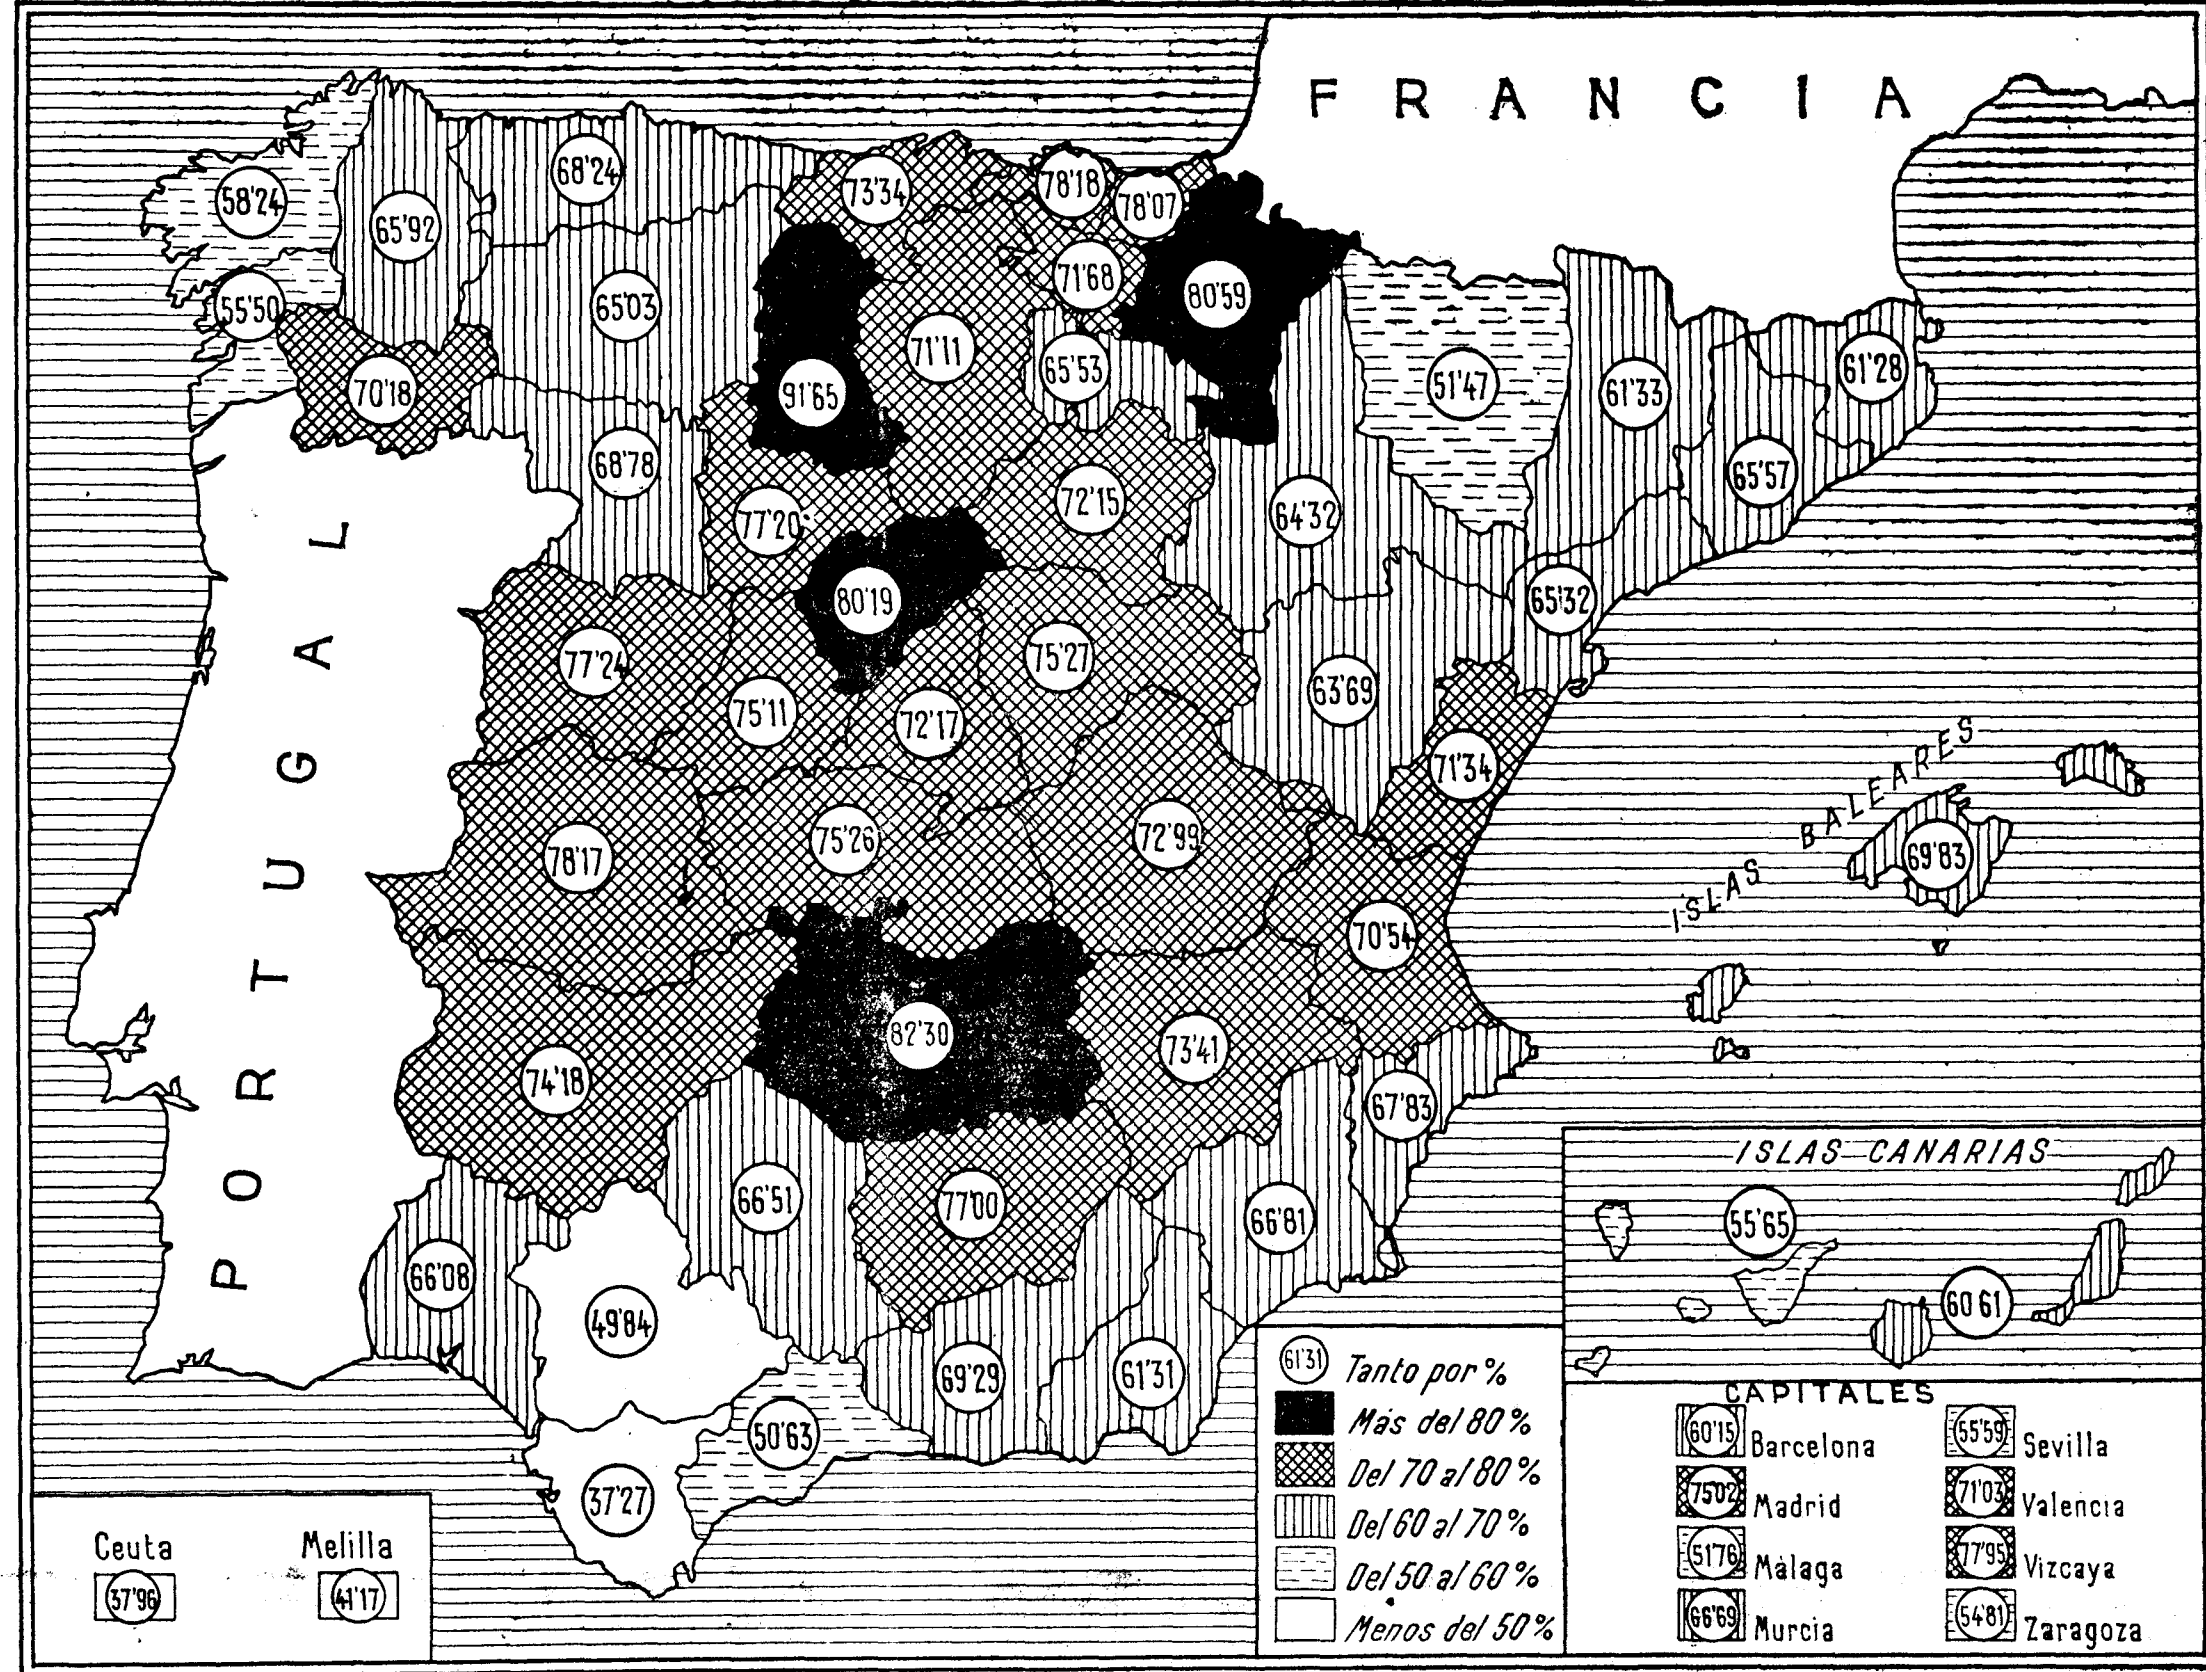 FRANCIA
PORTUGAL
58'24
65'92
68'24
73'34
78'18
78'07
71'68
80'59
55'50
65'03
71'11
65'53
51'47
61'33
61'28
70'18
91'65
68'78
65'57
77'20
72'15
64'32
80'19
65'32
77'24
75'27
63'69
75'11
72'17
71'34
78'17
75'26
72'99
ISLAS BALEARES
69'83
70'54
82'30
73'41
74'18
67'83
66'51
77'00
66'81
66'08
49'84
69'29
61'31
50'63
37'27
ISLAS CANARIAS
55'65
60 61
61'31 Tanto por %
Más del 80%
Del 70 al 80%
Del 60 al 70%
Del 50 al 60%
Menos del 50%
CAPITALES
60'15 Barcelona
75'02 Madrid
51'76 Málaga
66'69 Murcia
55'59 Sevilla
71'03 Valencia
77'95 Vizcaya
54'81 Zaragoza
Ceuta
37'96
Melilla
41'17